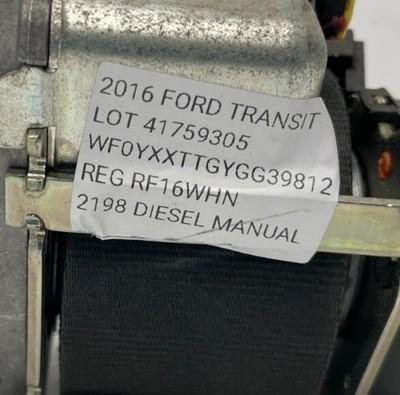 2016 FORD TRANSIT
LOT 41759305
WF0YXXTTGYGG39812
REG RF16WHN
2198 DIESEL MANUAL